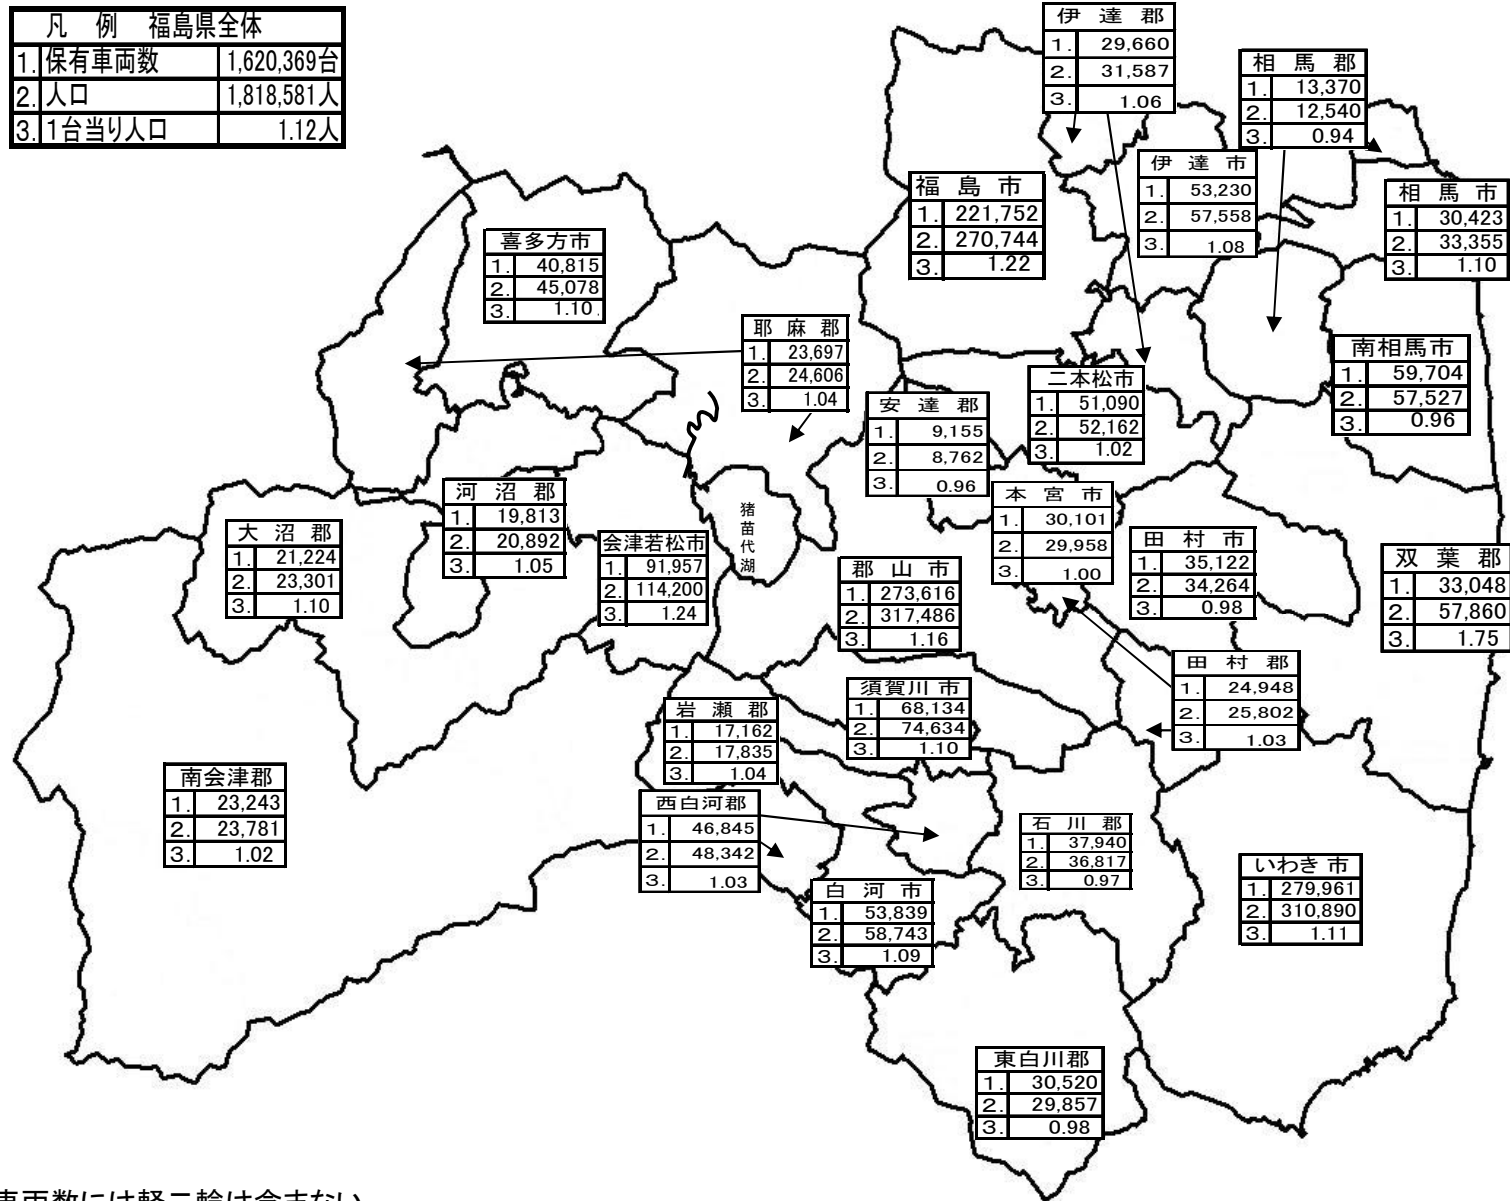 凡 例 福島県全体
1. 保有車両数 1,620,369台
2. 人口 1,818,581人
3. 1台当り人口 1.12人
伊 達 郡
1. 29,660
2. 31,587
3. 1.06
相 馬 郡
1. 13,370
2. 12,540
3. 0.94
伊 達 市
1. 53,230
2. 57,558
3. 1.08
福 島 市
1. 221,752
2. 270,744
3. 1.22
相 馬 市
1. 30,423
2. 33,355
3. 1.10
喜多方市
1. 40,815
2. 45,078
3. 1.10
耶 麻 郡
1. 23,697
2. 24,606
3. 1.04
南相馬市
1. 59,704
2. 57,527
3. 0.96
二本松市
1. 51,090
2. 52,162
3. 1.02
安 達 郡
1. 9,155
2. 8,762
3. 0.96
河 沼 郡
1. 19,813
2. 20,892
3. 1.05
本 宮 市
1. 30,101
2. 29,958
3. 1.00
猪苗代湖
大 沼 郡
1. 21,224
2. 23,301
3. 1.10
会津若松市
1. 91,957
2. 114,200
3. 1.24
田 村 市
1. 35,122
2. 34,264
3. 0.98
双 葉 郡
1. 33,048
2. 57,860
3. 1.75
郡 山 市
1. 273,616
2. 317,486
3. 1.16
田 村 郡
1. 24,948
2. 25,802
3. 1.03
須賀川市
1. 68,134
2. 74,634
3. 1.10
岩 瀬 郡
1. 17,162
2. 17,835
3. 1.04
南会津郡
1. 23,243
2. 23,781
3. 1.02
西白河郡
1. 46,845
2. 48,342
3. 1.03
石 川 郡
1. 37,940
2. 36,817
3. 0.97
いわき市
1. 279,961
2. 310,890
3. 1.11
白 河 市
1. 53,839
2. 58,743
3. 1.09
東白川郡
1. 30,520
2. 29,857
3. 0.98
車両数には軽二輪は含まない